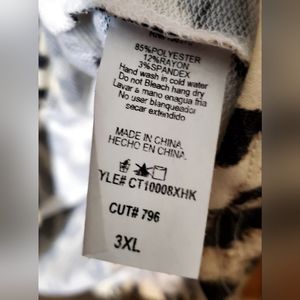 85%POLYESTER
12%RAYON
3%SPANDEX
Hand wash in cold water
Do not Bleach hang dry
Lavar a mano enagua fria
No user blanqueador
secar extendido
MADE IN CHINA
HECHO EN CHINA.
YLE# CT10008XHK
CUT# 796
3XL